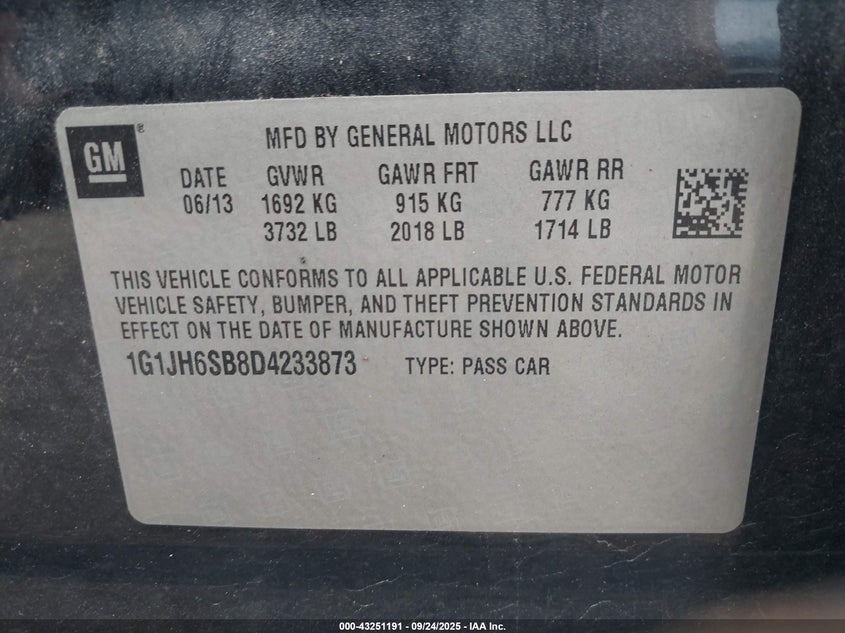 GM®
MFD BY GENERAL MOTORS LLC
DATE GVWR GAWR FRT GAWR RR
06/13 1692 KG 915 KG 777 KG
3732 LB 2018 LB 1714 LB
THIS VEHICLE CONFORMS TO ALL APPLICABLE U.S. FEDERAL MOTOR
VEHICLE SAFETY, BUMPER, AND THEFT PREVENTION STANDARDS IN
EFFECT ON THE DATE OF MANUFACTURE SHOWN ABOVE.
1G1JH6SB8D4233873 TYPE: PASS CAR
000-43251191 - 09/24/2025 - IAA Inc.